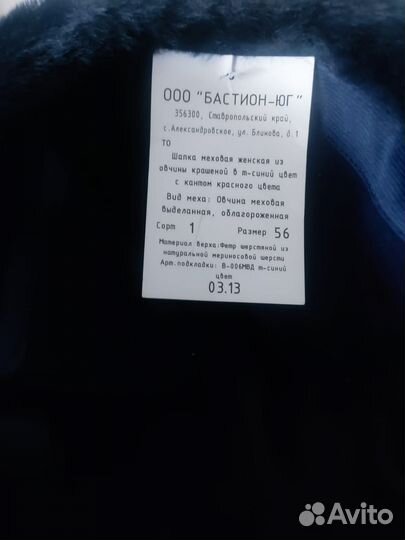 ООО "БАСТИОН-ЮГ"
356300, Ставропольский край,
с.Александровское, ул. Блинова, д.1
ТО
Шапка меховая женская из
овчины крашеной в т-синий цвет
с кантом красного цвета
Вид меха: Овчина меховая
выделанная, облагороженная
Сорт 1 Размер 56
Материал верха:Фетр шерстяной из
натуральной мериносовой шерсти
Арт.подкладки: В-006МВД т-синий
цвет
03.13
Avito